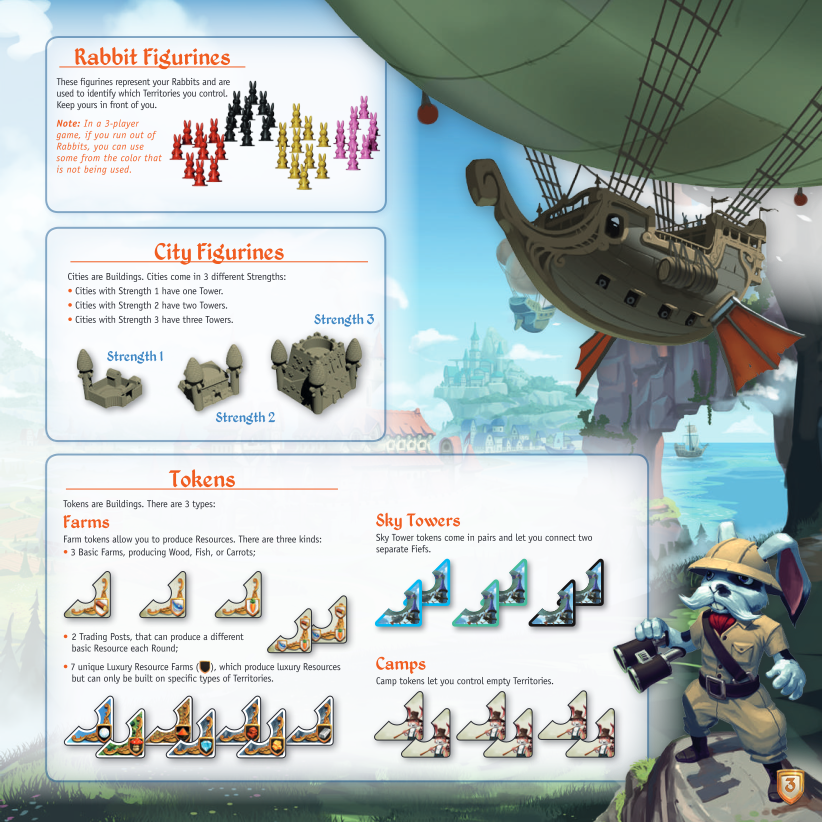 Rabbit Figurines
These figurines represent your Rabbits and are
used to identify which Territories you control.
Keep yours in front of you.
Note: In a 3-player
game, if you run out of
Rabbits, you can use
some from the color that
is not being used.
City Figurines
Cities are Buildings. Cities come in 3 different Strengths:
• Cities with Strength 1 have one Tower.
• Cities with Strength 2 have two Towers.
• Cities with Strength 3 have three Towers.
Strength 3
Strength 1
Strength 2
Tokens
Tokens are Buildings. There are 3 types:
Farms
Farm tokens allow you to produce Resources. There are three kinds:
• 3 Basic Farms, producing Wood, Fish, or Carrots;
• 2 Trading Posts, that can produce a different
basic Resource each Round;
• 7 unique Luxury Resource Farms ( ), which produce luxury Resources
but can only be built on specific types of Territories.
Sky Towers
Sky Tower tokens come in pairs and let you connect two
separate Fiefs.
Camps
Camp tokens let you control empty Territories.
3